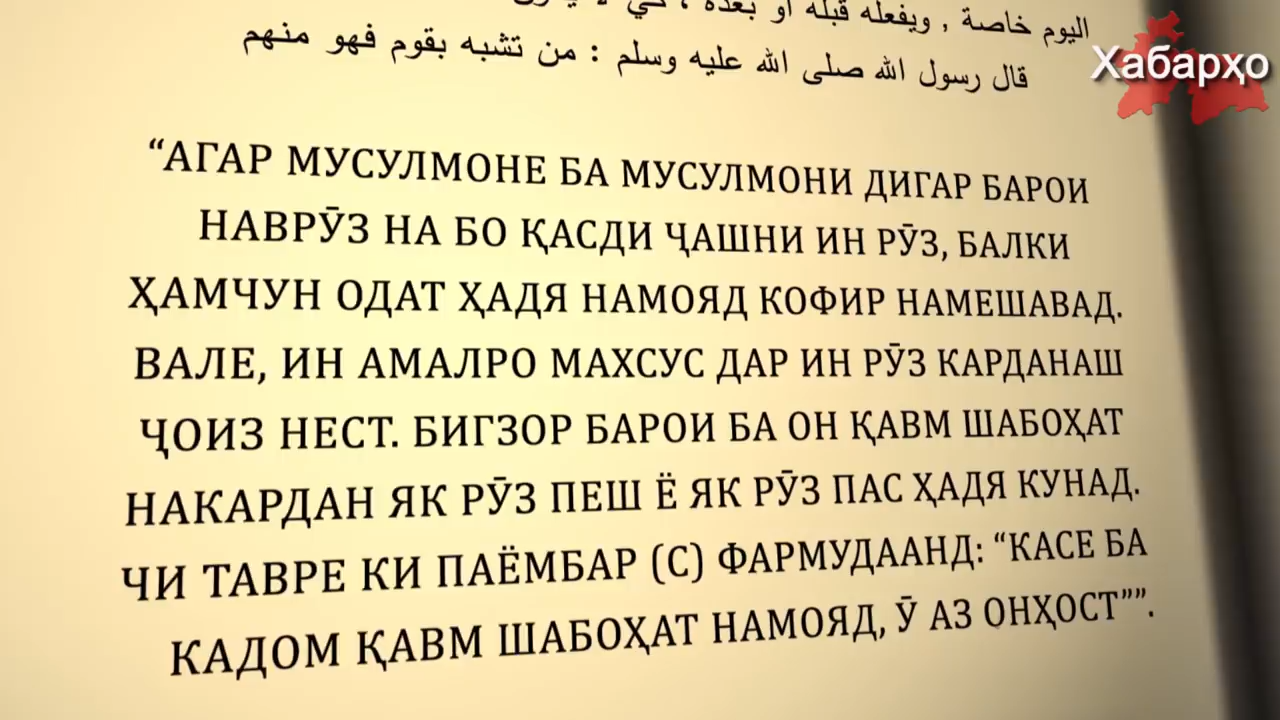 اليوم خاصة , ويفعله قبله او بعده ،
قال رسول الله صلى الله عليه وسلم : من تشبه بقوم فهو منهم
Хабарҳо
“АГАР МУСУЛМОНЕ БА МУСУЛМОНИ ДИГАР БАРОИ
НАВРӮЗ НА БО ҚАСДИ ҶАШНИ ИН РӮЗ, БАЛКИ
ҲАМЧУН ОДАТ ҲАДЯ НАМОЯД КОФИР НАМЕШАВАД.
ВАЛЕ, ИН АМАЛРО МАХСУС ДАР ИН РӮЗ КАРДАНАШ
ҶОИЗ НЕСТ. БИГЗОР БАРОИ БА ОН ҚАВМ ШАБОҲАТ
НАКАРДАН ЯК РӮЗ ПЕШ Ё ЯК РӮЗ ПАС ҲАДЯ КУНАД.
ЧИ ТАВРЕ КИ ПАЁМБАР (С) ФАРМУДААНД: “КАСЕ БА
КАДОМ ҚАВМ ШАБОҲАТ НАМОЯД, Ӯ АЗ ОНҲОСТ””.